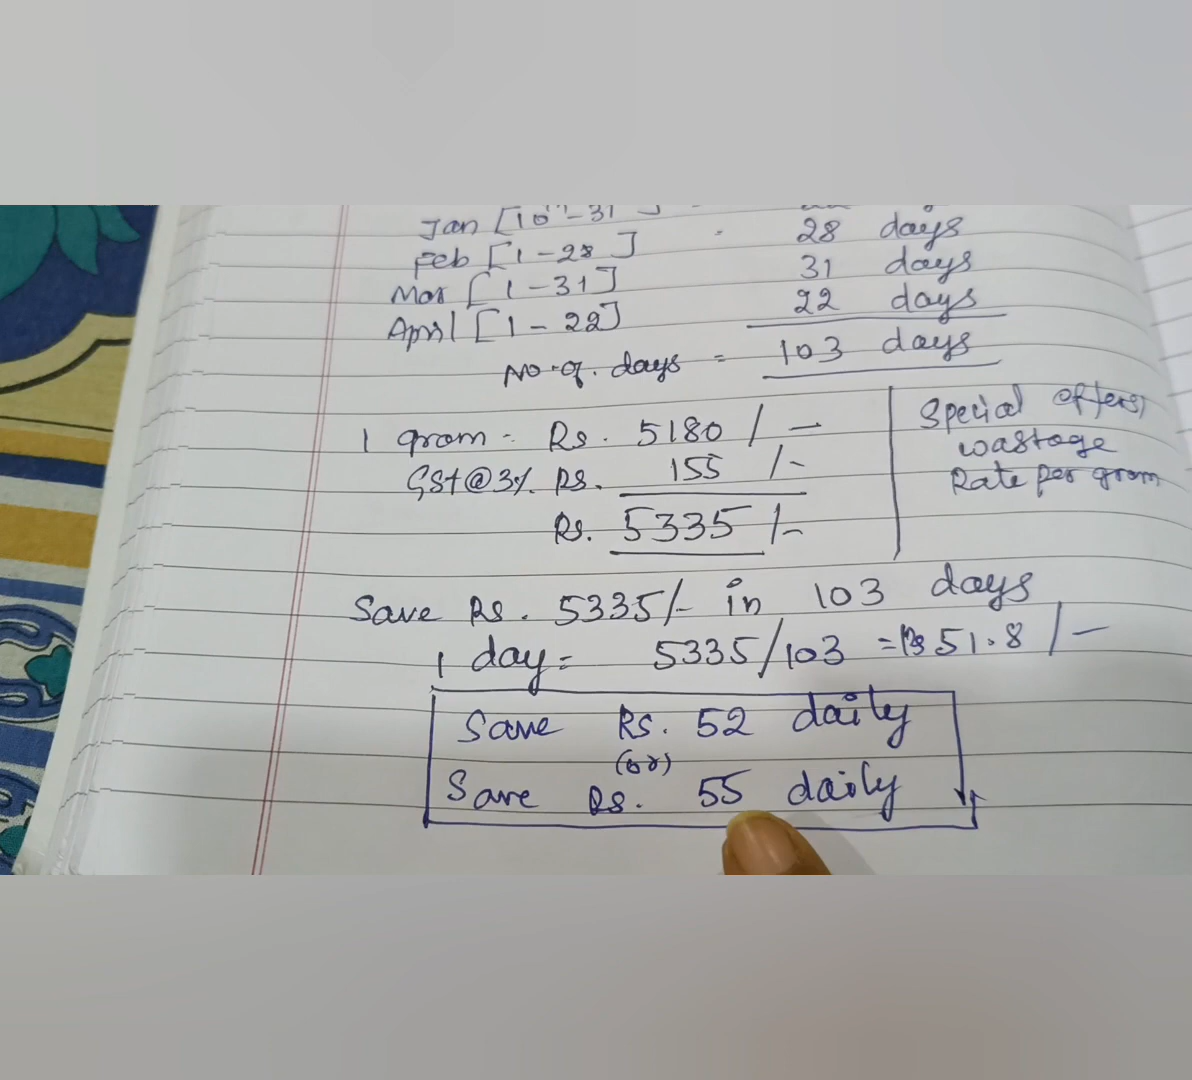 Jan [10th - 31
Feb [1 - 28] - 28 days
Mar [1 - 31] 31 days
April [1 - 22] 22 days
No. of. days = 103 days
1 gram - Rs. 5180/-
Gst@3%. Rs. 155/-
Rs. 5335/-
Special offers,
wastage
Rate per gram
Save Rs. 5335/- in 103 days
1 day = 5335/103 = Rs 51.8/-
Save Rs. 52 daily
(or)
Save Rs. 55 daily